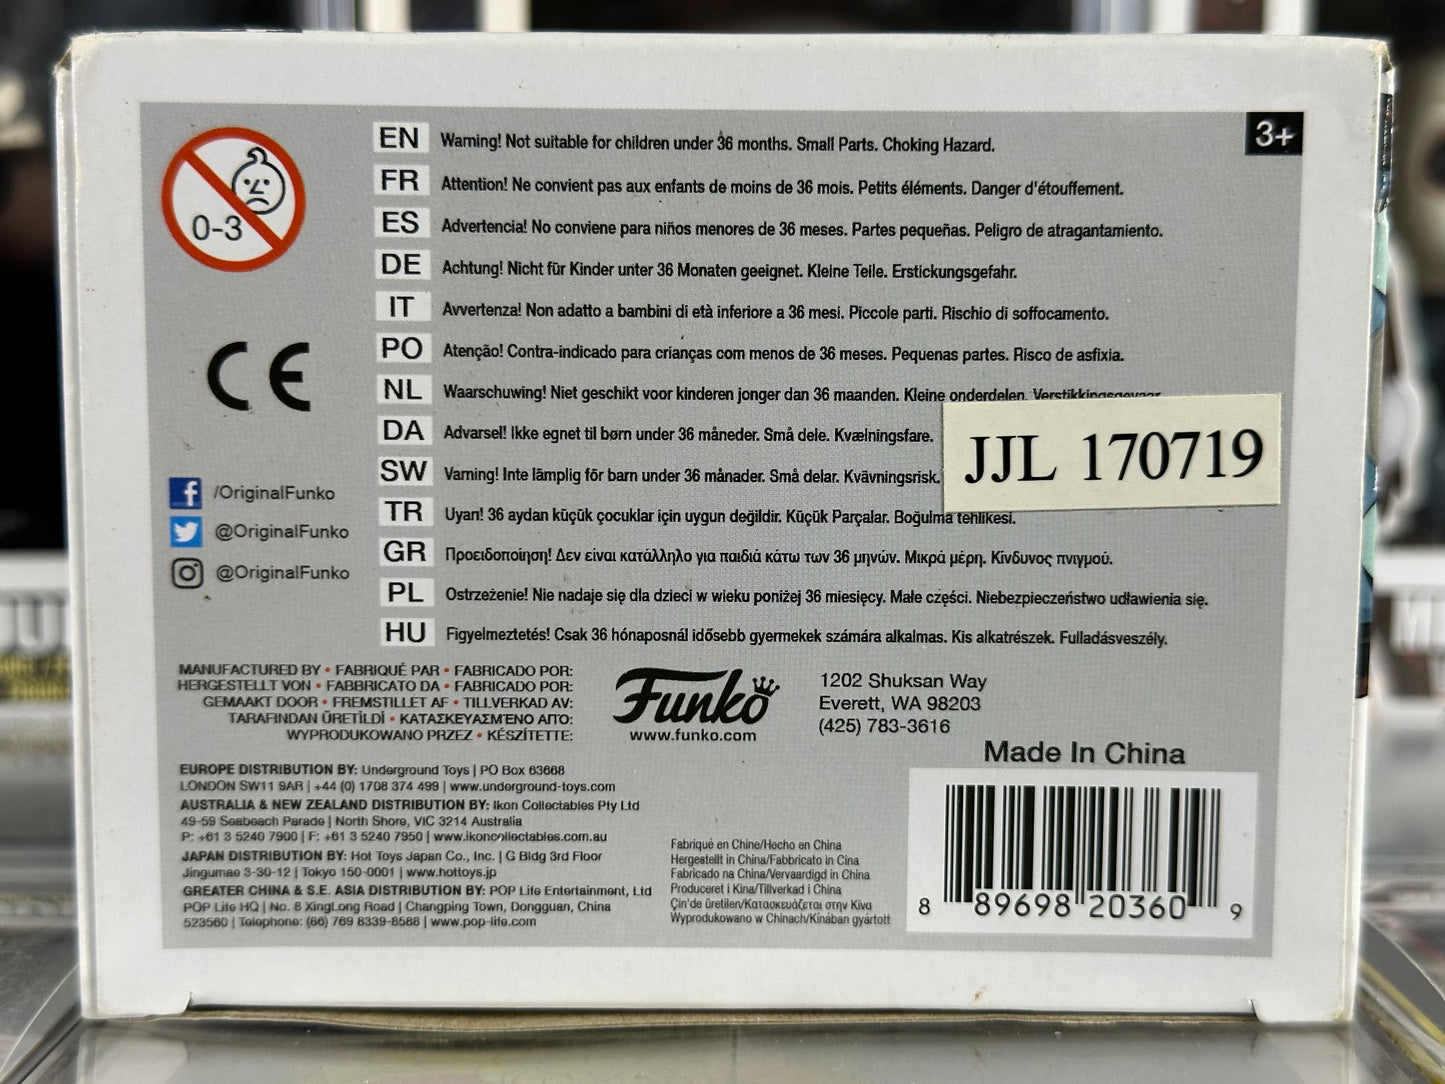 0-3
EN Warning! Not suitable for children under 36 months. Small Parts. Choking Hazard.
3+
FR Attention! Ne convient pas aux enfants de moins de 36 mois. Petits éléments. Danger d'étouffement.
ES Advertencia! No conviene para niños menores de 36 meses. Partes pequeñas. Peligro de atragantamiento.
DE Achtung! Nicht für Kinder unter 36 Monaten geeignet. Kleine Teile. Erstickungsgefahr.
IT Avvertenza! Non adatto a bambini di età inferiore a 36 mesi. Piccole parti. Rischio di soffocamento.
PO Atenção! Contra-indicado para crianças com menos de 36 meses. Pequenas partes. Risco de asfixia.
CE
NL Waarschuwing! Niet geschikt voor kinderen jonger dan 36 maanden. Kleine onderdelen. Verstikkingsgevaar.
DA Advarsel! Ikke egnet til børn under 36 måneder. Små dele. Kvælningsfare.
JJL 170719
SW Varning! Inte lämplig för barn under 36 månader. Små delar. Kvävningsrisk.
TR Uyarı! 36 aydan küçük çocuklar için uygun değildir. Küçük Parçalar. Boğulma tehlikesi.
GR Προειδοποίηση! Δεν είναι κατάλληλο για παιδιά κάτω των 36 μηνών. Μικρά μέρη. Κίνδυνος πνιγμού.
PL Ostrzeżenie! Nie nadaje się dla dzieci w wieku poniżej 36 miesięcy. Małe części. Niebezpieczeństwo udławienia się.
HU Figyelmeztetés! Csak 36 hónaposnál idősebb gyermekek számára alkalmas. Kis alkatrészek. Fulladásveszély.
/OriginalFunko
@OriginalFunko
@OriginalFunko
MANUFACTURED BY • FABRIQUÉ PAR • FABRICADO POR:
HERGESTELLT VON • FABBRICATO DA • FABRICADO POR:
GEMAAKT DOOR • FREMSTILLET AF • TILLVERKAD AV:
TARAFINDAN ÜRETİLDİ • ΚΑΤΑΣΚΕΥΑΣΜΈΝΟ ΑΠΌ:
WYPRODUKOWANO PRZEZ • KÉSZÍTETTE:
Funko
www.funko.com
1202 Shuksan Way
Everett, WA 98203
(425) 783-3616
Made In China
EUROPE DISTRIBUTION BY: Underground Toys | PO Box 63668
LONDON SW11 9AR | +44 (0) 1708 374 499 | www.underground-toys.com
AUSTRALIA & NEW ZEALAND DISTRIBUTION BY: Ikon Collectables Pty Ltd
49-59 Seabeach Parade | North Shore, VIC 3214 Australia
P: +61 3 5240 7900 | F: +61 3 5240 7950 | www.ikoncollectables.com.au
JAPAN DISTRIBUTION BY: Hot Toys Japan Co., Inc. | G Bldg 3rd Floor
Jingumae 3-30-12 | Tokyo 150-0001 | www.hottoys.jp
GREATER CHINA & S.E. ASIA DISTRIBUTION BY: POP Life Entertainment, Ltd
POP Life HQ | No. 8 XingLong Road | Changping Town, Dongguan, China
523560 | Telephone: (86) 769 8339-8588 | www.pop-life.com
Fabriqué en Chine/Hecho en China
Hergestellt in China/Fabbricato in Cina
Fabricado na China/Vervaardigd in China
Produceret i Kina/Tillverkad i China
Çin'de üretilen/Κατασκευάζεται στην Κίνα
Wyprodukowano w Chinach/Kínában gyártott
8 89698 20360 9